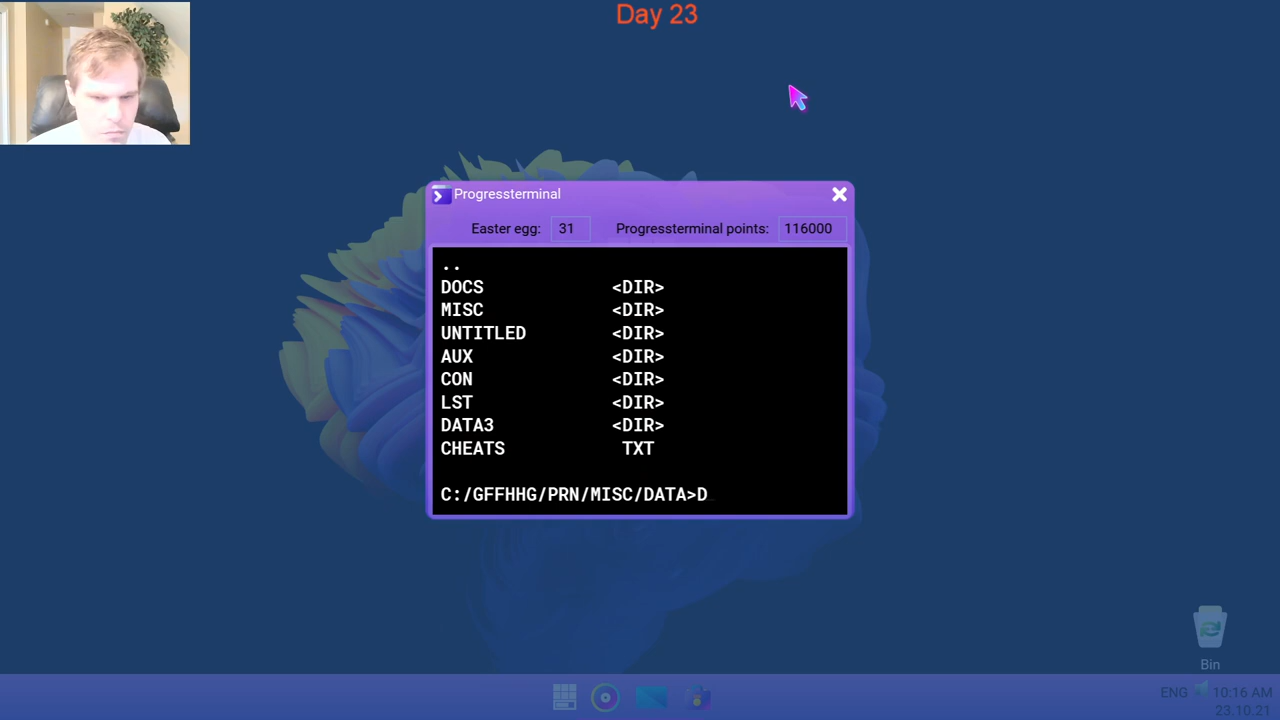 Day 23
Progressterminal
Easter egg: 31 Progressterminal points: 116000
..
DOCS <DIR>
MISC <DIR>
UNTITLED <DIR>
AUX <DIR>
CON <DIR>
LST <DIR>
DATA3 <DIR>
CHEATS TXT
C:/GFFHHG/PRN/MISC/DATA>D
Bin
ENG 10:16 AM
23.10.21